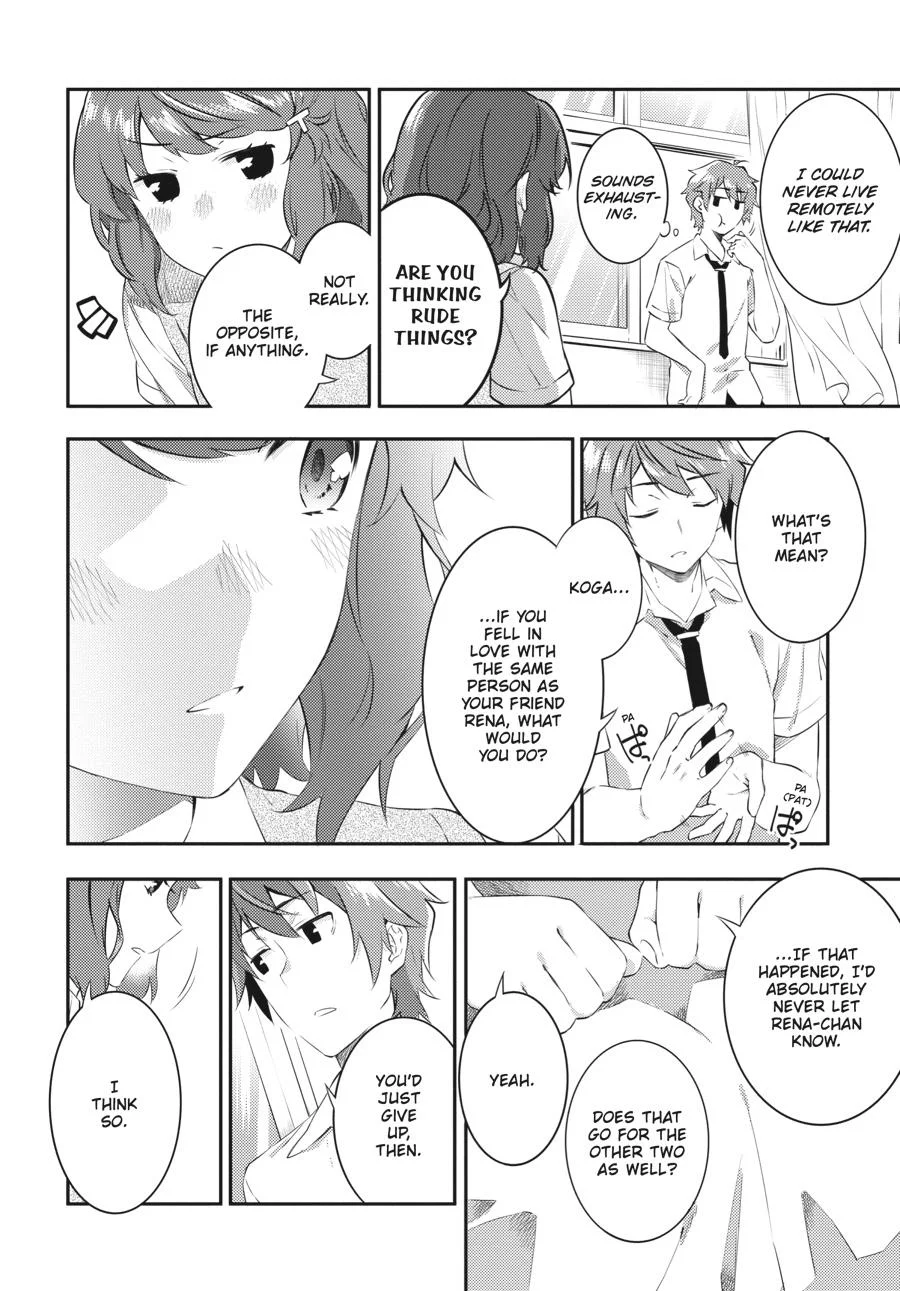 I COULD
NEVER LIVE
REMOTELY
LIKE THAT.
SOUNDS
EXHAUST-
ING.
ARE YOU
THINKING
RUDE
THINGS?
NOT
REALLY.
THE
OPPOSITE,
IF ANYTHING.
WHAT'S
THAT
MEAN?
PA
(PAT)
PA
KOGA...
...IF YOU
FELL IN
LOVE WITH
THE SAME
PERSON AS
YOUR FRIEND
RENA, WHAT
WOULD
YOU DO?
...IF THAT
HAPPENED, I'D
ABSOLUTELY
NEVER LET
RENA-CHAN
KNOW.
DOES THAT
GO FOR THE
OTHER TWO
AS WELL?
YEAH.
YOU'D
JUST
GIVE
UP,
THEN.
I
THINK
SO.